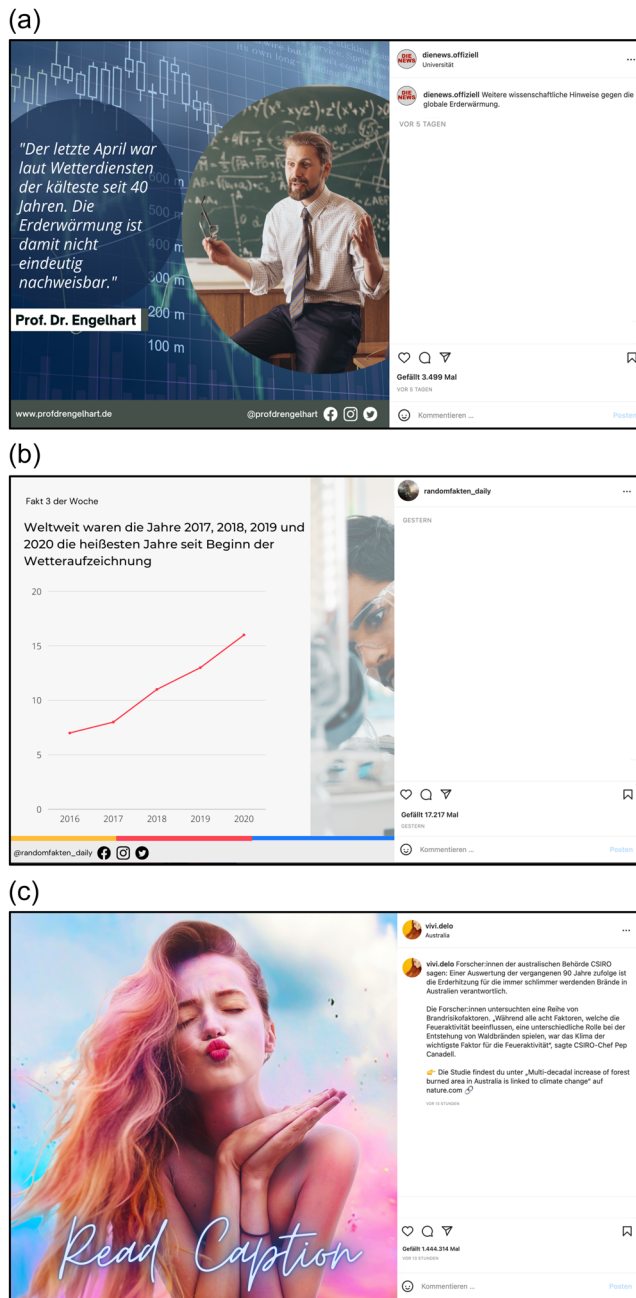 (a)
"Der letzte April war
laut Wetterdiensten
der kälteste seit 40
Jahren. Die
Erderwärmung ist
damit nicht
eindeutig
nachweisbar."
Prof. Dr. Engelhart
500 m
400 m
300 m
200 m
100 m
www.profdrengelhart.de
@profdrengelhart
DIE
NEWS
dienews.offiziell
Universität
DIE
NEWS
dienews.offiziell Weitere wissenschaftliche Hinweise gegen die
globale Erderwärmung.
VOR 5 TAGEN
Gefällt 3.499 Mal
VOR 5 TAGEN
Kommentieren ...
Posten
(b)
Fakt 3 der Woche
Weltweit waren die Jahre 2017, 2018, 2019 und
2020 die heißesten Jahre seit Beginn der
Wetteraufzeichnung
20
15
10
5
0
2016 2017 2018 2019 2020
@randomfakten_daily
randomfakten_daily
GESTERN
Gefällt 17.217 Mal
GESTERN
Kommentieren ...
Posten
(c)
Read Caption
vivi.delo
Australia
vivi.delo Forscher:innen der australischen Behörde CSIRO
sagen: Einer Auswertung der vergangenen 90 Jahre zufolge ist
die Erderhitzung für die immer schlimmer werdenden Brände in
Australien verantwortlich.
Die Forscher:innen untersuchten eine Reihe von
Brandrisikofaktoren. „Während alle acht Faktoren, welche die
Feueraktivität beeinflussen, eine unterschiedliche Rolle bei der
Entstehung von Waldbränden spielen, war das Klima der
wichtigste Faktor für die Feueraktivität“, sagte CSIRO-Chef Pep
Canadell.
👉 Die Studie findest du unter „Multi-decadal increase of forest
burned area in Australia is linked to climate change“ auf
nature.com 🔗
Gefällt 1.444.314 Mal
Kommentieren ...
Posten